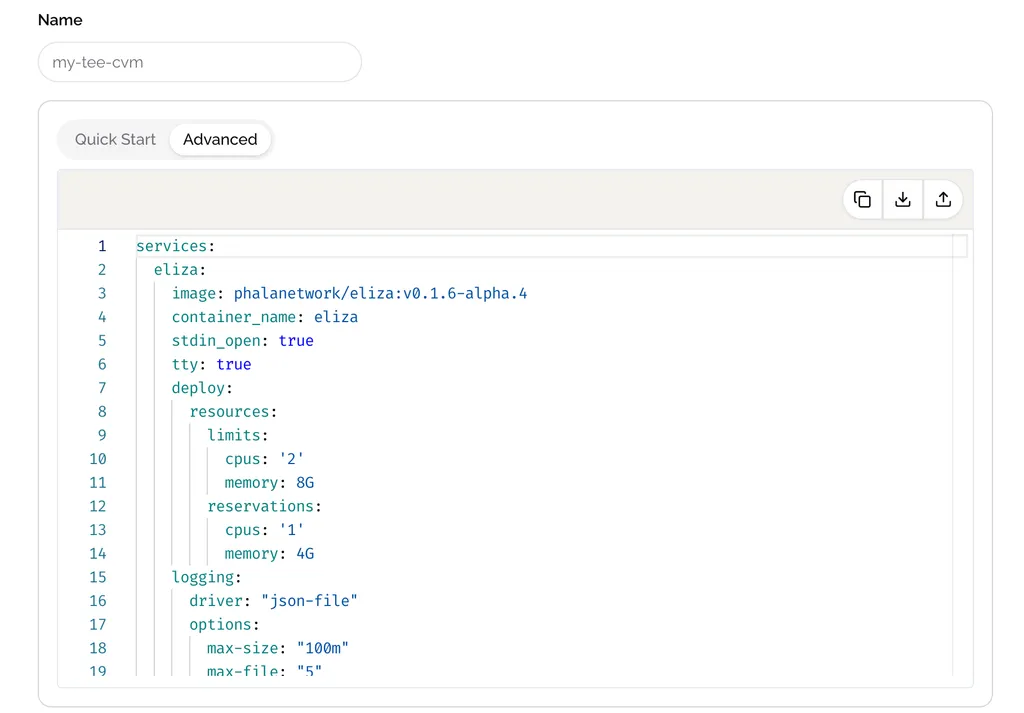 Name
my-tee-cvm
Quick Start Advanced
1 services:
2   eliza:
3     image: phalanetwork/eliza:v0.1.6-alpha.4
4     container_name: eliza
5     stdin_open: true
6     tty: true
7     deploy:
8       resources:
9         limits:
10           cpus: '2'
11           memory: 8G
12         reservations:
13           cpus: '1'
14           memory: 4G
15     logging:
16       driver: "json-file"
17       options:
18         max-size: "100m"
19         max-file: "5"